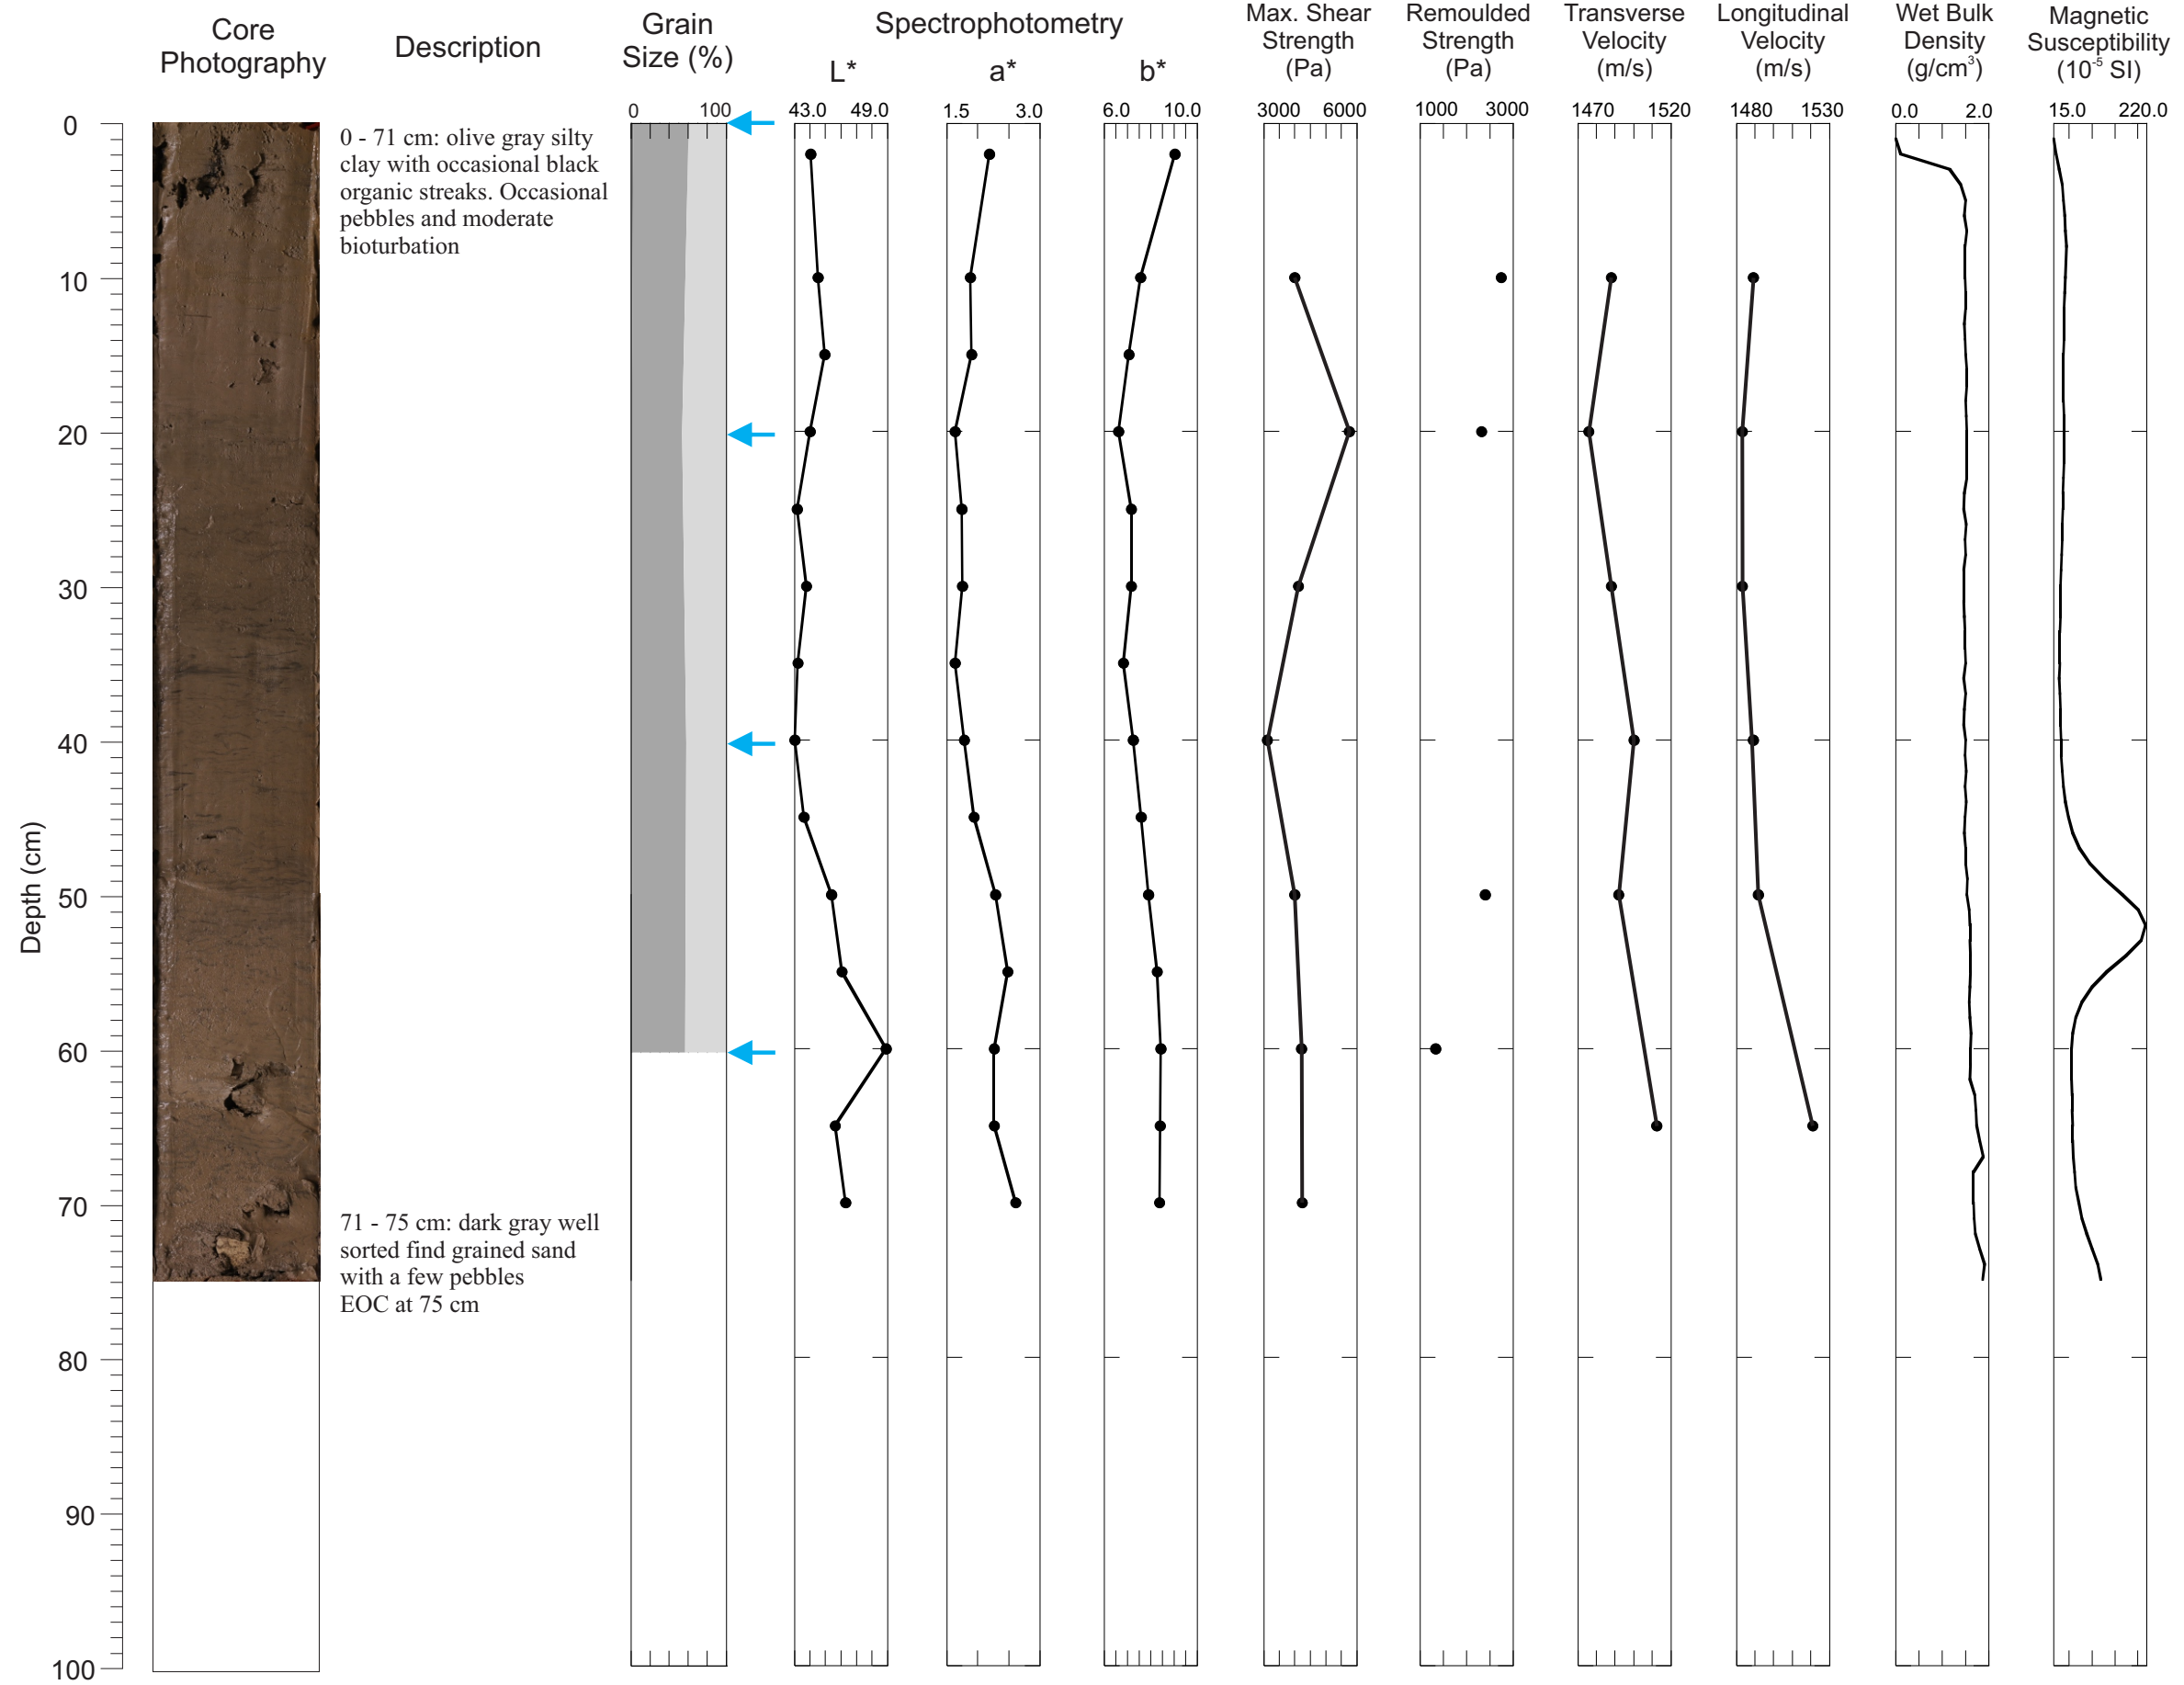 Core
Photography
Description
Grain
Size (%)
Spectrophotometry
L*
a*
b*
Max. Shear
Strength
(Pa)
Remoulded
Strength
(Pa)
Transverse
Velocity
(m/s)
Longitudinal
Velocity
(m/s)
Wet Bulk
Density
(g/cm³)
Magnetic
Susceptibility
(10⁻⁵ SI)
0 100
43.0 49.0
1.5 3.0
6.0 10.0
3000 6000
1000 3000
1470 1520
1480 1530
0.0 2.0
15.0 220.0
0 - 71 cm: olive gray silty
clay with occasional black
organic streaks. Occasional
pebbles and moderate
bioturbation
71 - 75 cm: dark gray well
sorted find grained sand
with a few pebbles
EOC at 75 cm
Depth (cm)
0
10
20
30
40
50
60
70
80
90
100